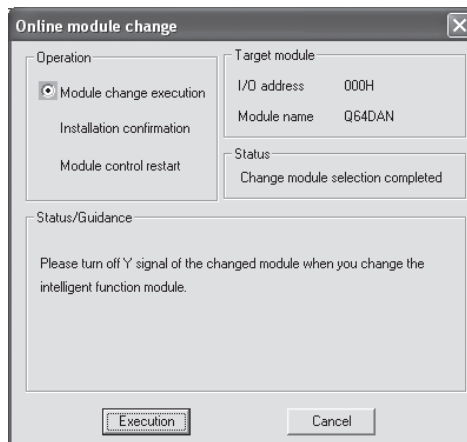 Online module change
Operation
Module change execution
Installation confirmation
Module control restart
Target module
I/O address 000H
Module name Q64DAN
Status
Change module selection completed
Status/Guidance
Please turn off Y signal of the changed module when you change the
intelligent function module.
Execution
Cancel